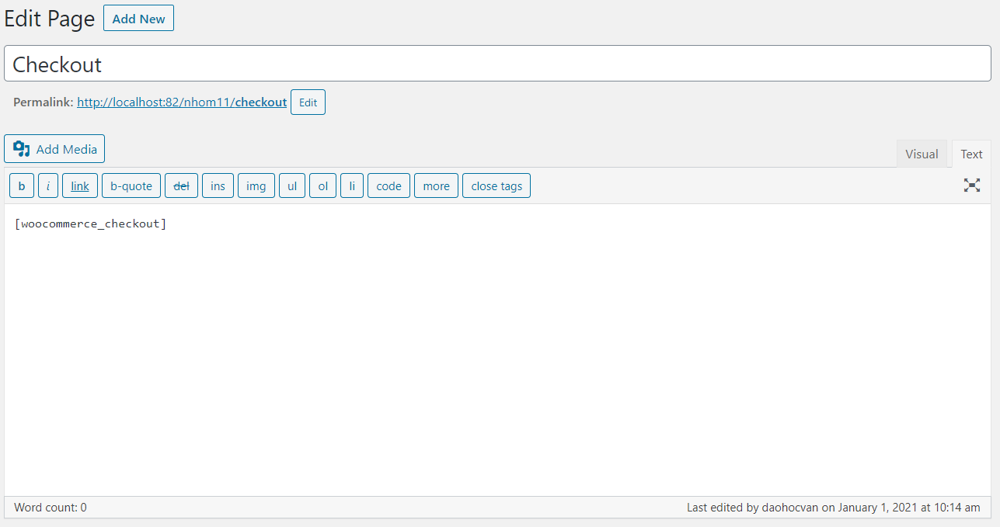 Edit Page Add New
Checkout
Permalink: http://localhost:82/nhom11/checkout Edit
Add Media Visual Text
b i link b-quote del ins img ul ol li code more close tags
[woocommerce_checkout]
Word count: 0 Last edited by daohocvan on January 1, 2021 at 10:14 am